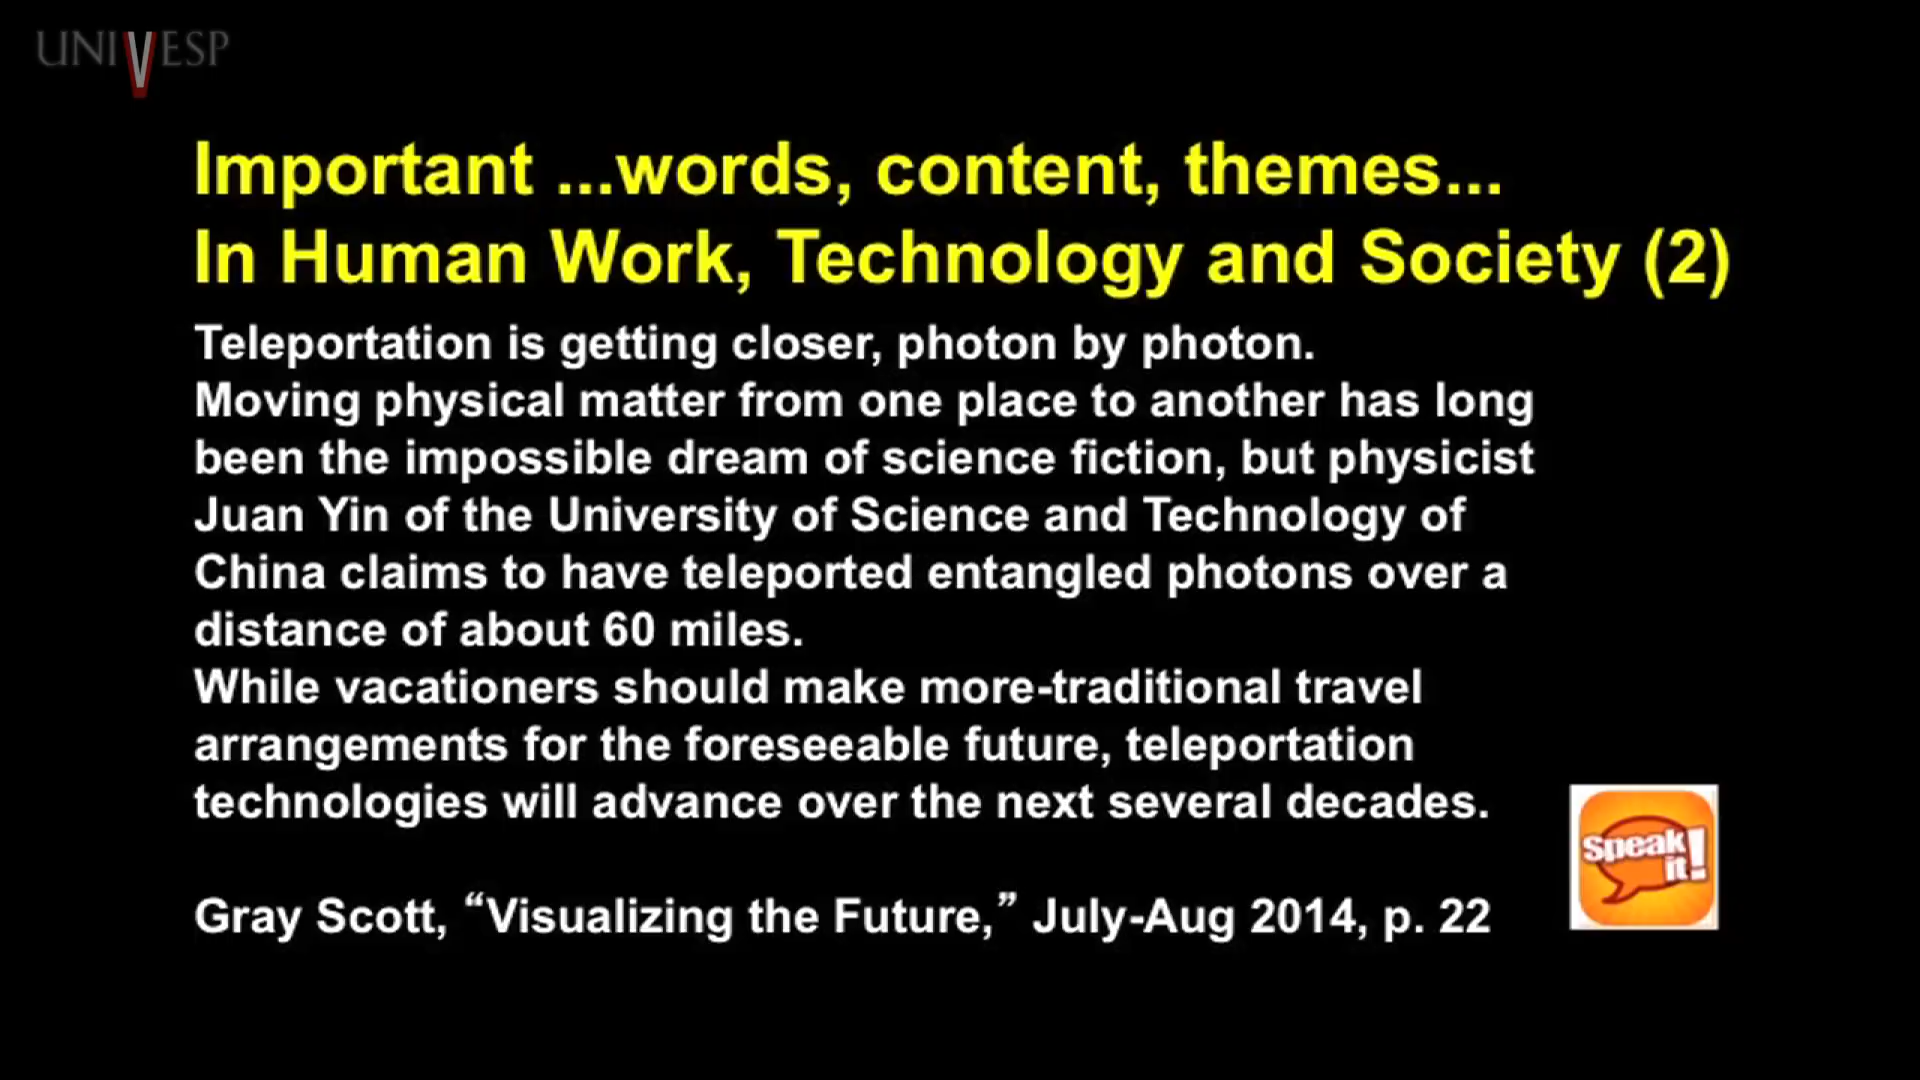 UNIVESP
Important ...words, content, themes...
In Human Work, Technology and Society (2)
Teleportation is getting closer, photon by photon.
Moving physical matter from one place to another has long
been the impossible dream of science fiction, but physicist
Juan Yin of the University of Science and Technology of
China claims to have teleported entangled photons over a
distance of about 60 miles.
While vacationers should make more-traditional travel
arrangements for the foreseeable future, teleportation
technologies will advance over the next several decades.
Speak
it!
Gray Scott, “Visualizing the Future,” July-Aug 2014, p. 22